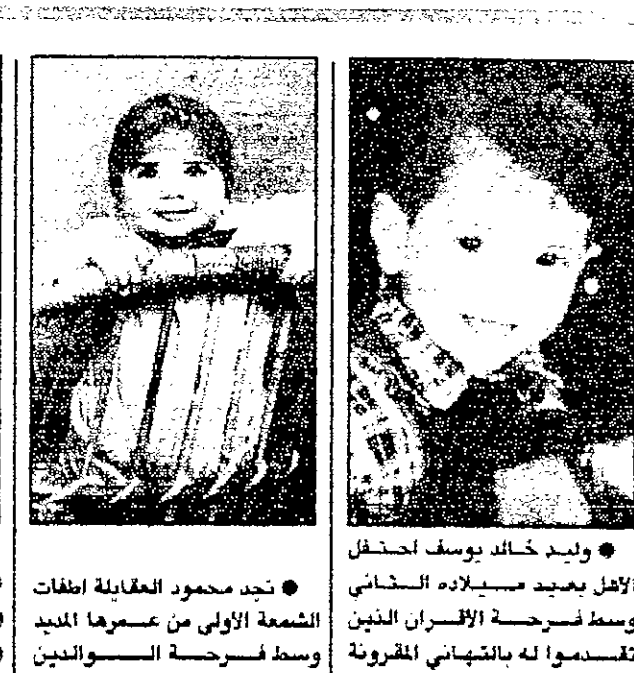 ● وليد خالد يوسف احتفل
الاهل بعيد ميلاده الثاني
وسط فرحة الاقران الذين
تقدموا له بالتهاني المقرونة
● نجد محمود العقايلة اطفات
الشمعة الاولى من عمرها المديد
وسط فرحة الوالدين